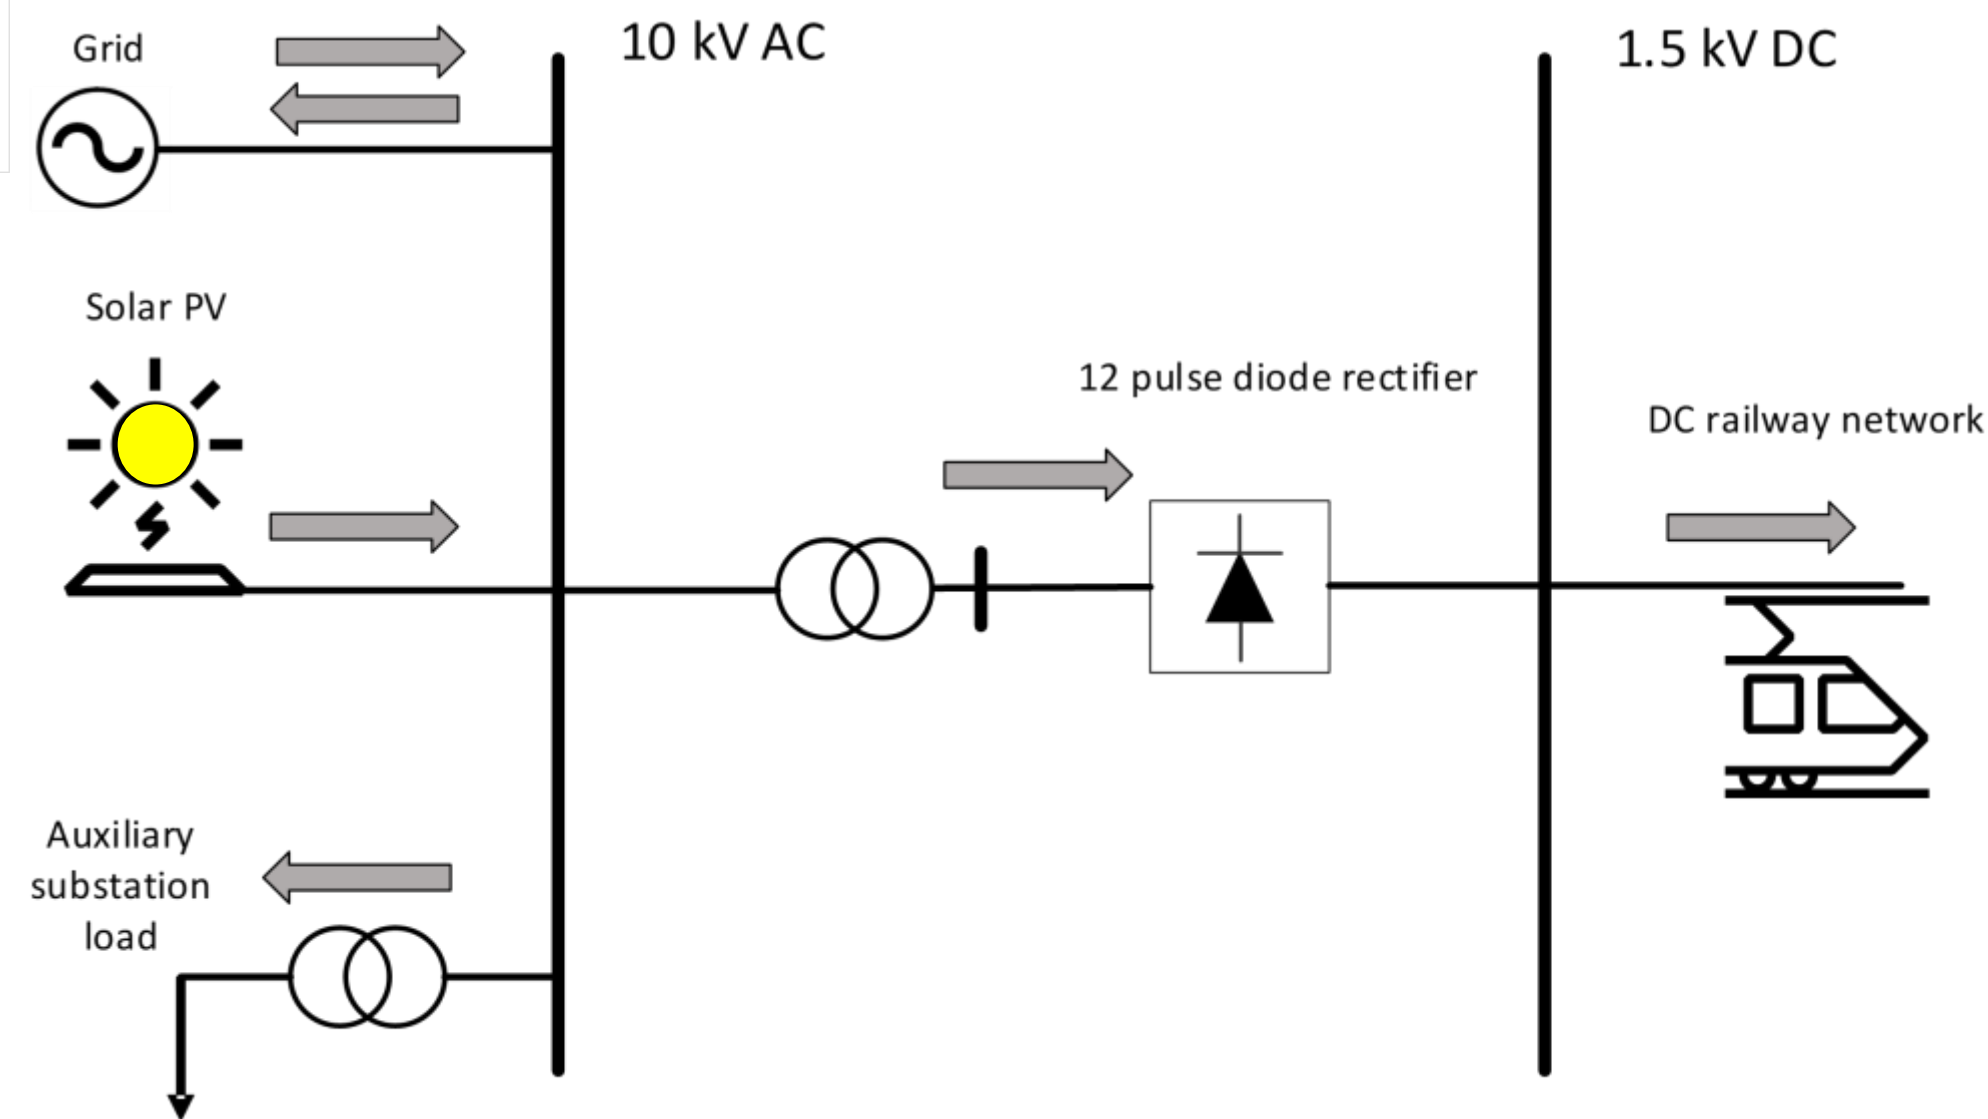 Grid
10 kV AC
1.5 kV DC
Solar PV
12 pulse diode rectifier
DC railway network
Auxiliary
substation
load